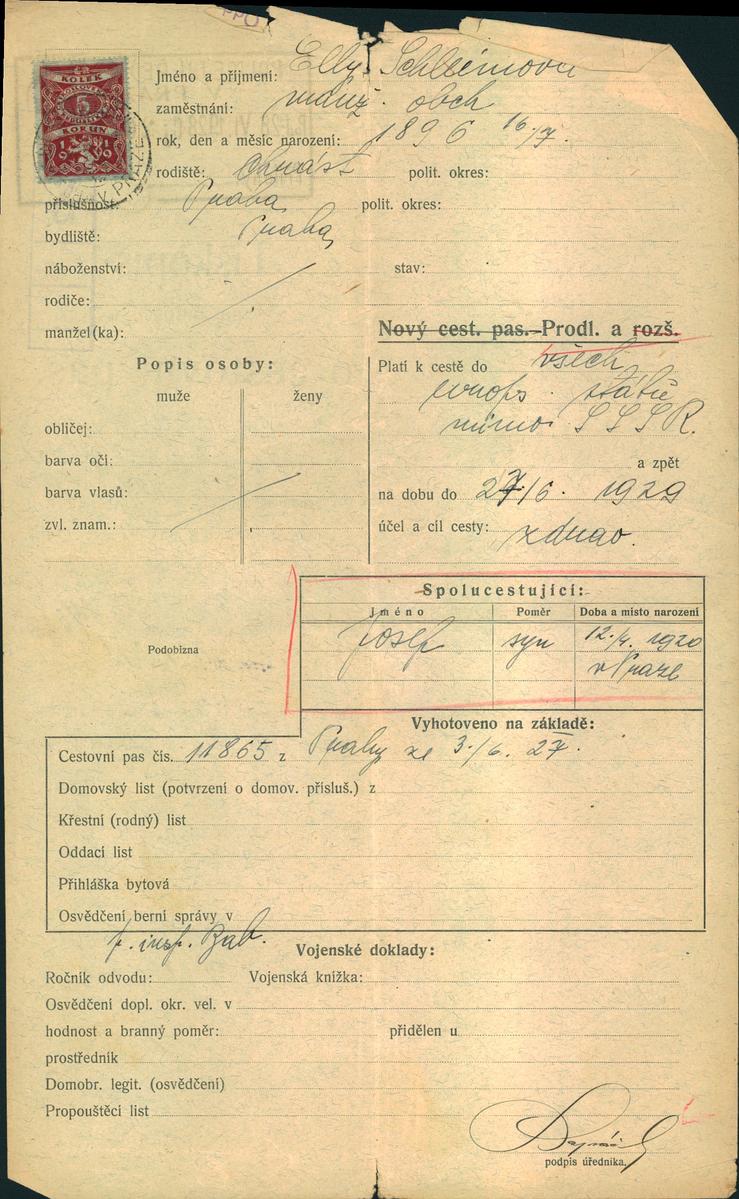 KOLEK
5
KORUN
1919
V PRAZE
Jméno a příjmení: Elly Schleimová
zaměstnání: manž. obch
rok, den a měsíc narození: 1896 16/7.
rodiště: Chrást polit. okres:
příslušnost: Praha polit. okres:
bydliště: Praha
náboženství: stav:
rodiče:
manžel(ka):
Nový cest. pas.-Prodl. a rozš.
Popis osoby:
muže ženy
obličej:
barva očí:
barva vlasů:
zvl. znam.:
Platí k cestě do všech
evrops. států
mimo SSSR.
a zpět
na dobu do 27/6. 1929
účel a cíl cesty: zdrav.
Podobizna
Spolucestující:
Jméno Poměr Doba a místo narození
Josef syn 12./4. 1920
v Praze
Vyhotoveno na základě:
Cestovní pas čís. 11865 z Prahy ze 3./6. 27.
Domovský list (potvrzení o domov. přísluš.) z
Křestní (rodný) list
Oddací list
Přihláška bytová
Osvědčení berní správy v
Vojenské doklady:
Ročník odvodu: Vojenská knížka:
Osvědčení dopl. okr. vel. v
hodnost a branný poměr: přidělen u
prostředník
Domobr. legit. (osvědčení)
Propouštěcí list
podpis úředníka.